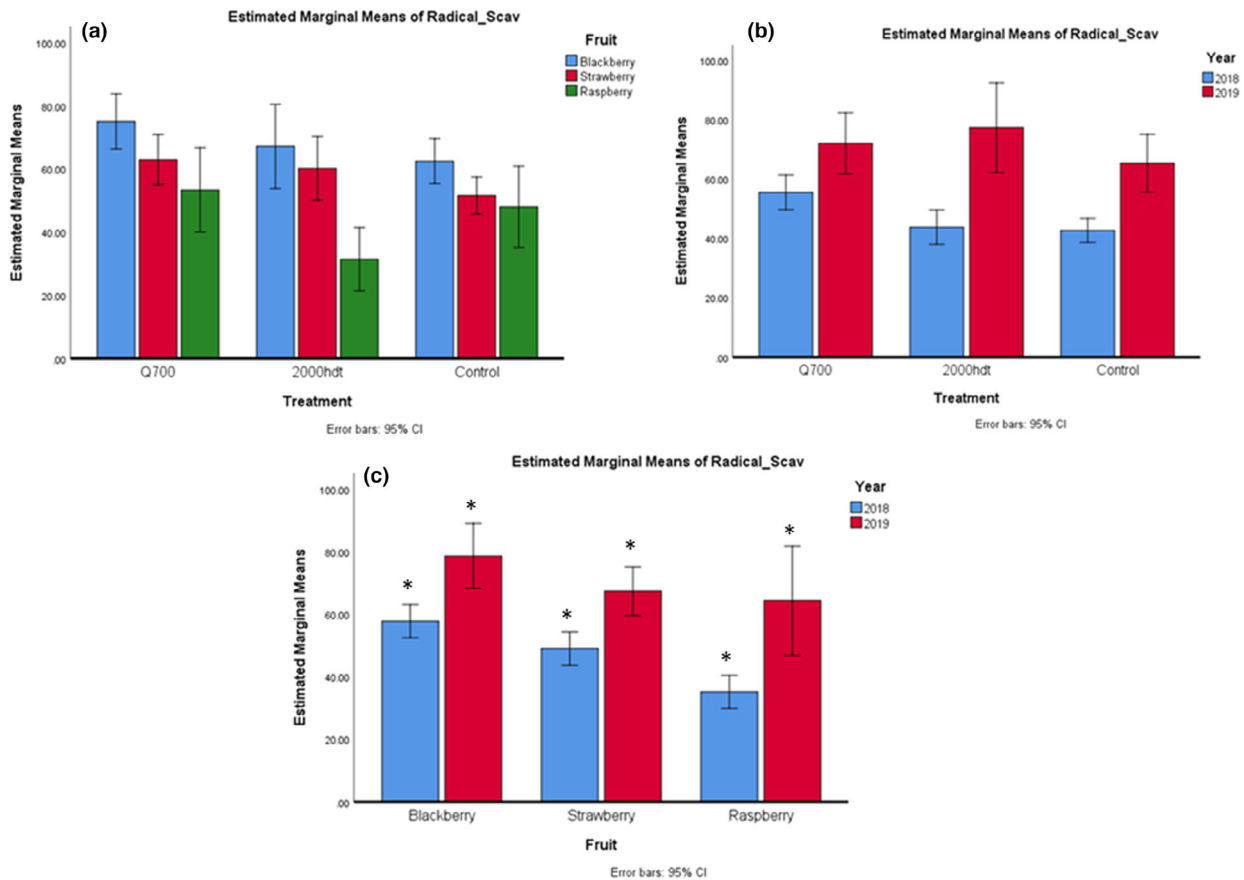 (a)
Estimated Marginal Means of Radical_Scav
Fruit
Blackberry
Strawberry
Raspberry
Estimated Marginal Means
100.00
80.00
60.00
40.00
20.00
.00
Q700 2000hdt Control
Treatment
Error bars: 95% CI
(b)
Estimated Marginal Means of Radical_Scav
Year
2018
2019
Estimated Marginal Means
100.00
80.00
60.00
40.00
20.00
.00
Q700 2000hdt Control
Treatment
Error bars: 95% CI
(c)
Estimated Marginal Means of Radical_Scav
Year
2018
2019
Estimated Marginal Means
100.00
80.00
60.00
40.00
20.00
.00
* * * * * *
Blackberry Strawberry Raspberry
Fruit
Error bars: 95% CI